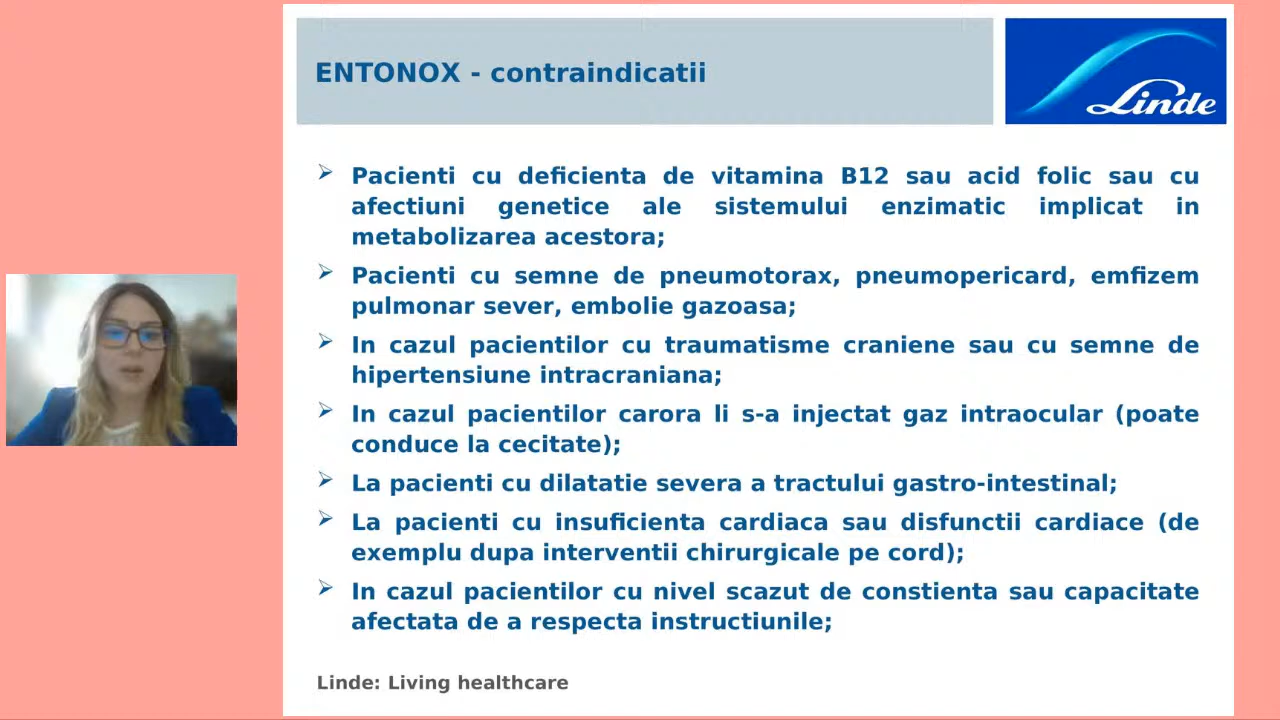 ENTONOX - contraindicatii
Linde
Pacienti cu deficienta de vitamina B12 sau acid folic sau cu
afectiuni genetice ale sistemului enzimatic implicat in
metabolizarea acestora;
Pacienti cu semne de pneumotorax, pneumopericard, emfizem
pulmonar sever, embolie gazoasa;
In cazul pacientilor cu traumatisme craniene sau cu semne de
hipertensiune intracraniana;
In cazul pacientilor carora li s-a injectat gaz intraocular (poate
conduce la cecitate);
La pacienti cu dilatatie severa a tractului gastro-intestinal;
La pacienti cu insuficienta cardiaca sau disfunctii cardiace (de
exemplu dupa interventii chirurgicale pe cord);
In cazul pacientilor cu nivel scazut de constienta sau capacitate
afectata de a respecta instructiunile;
Linde: Living healthcare